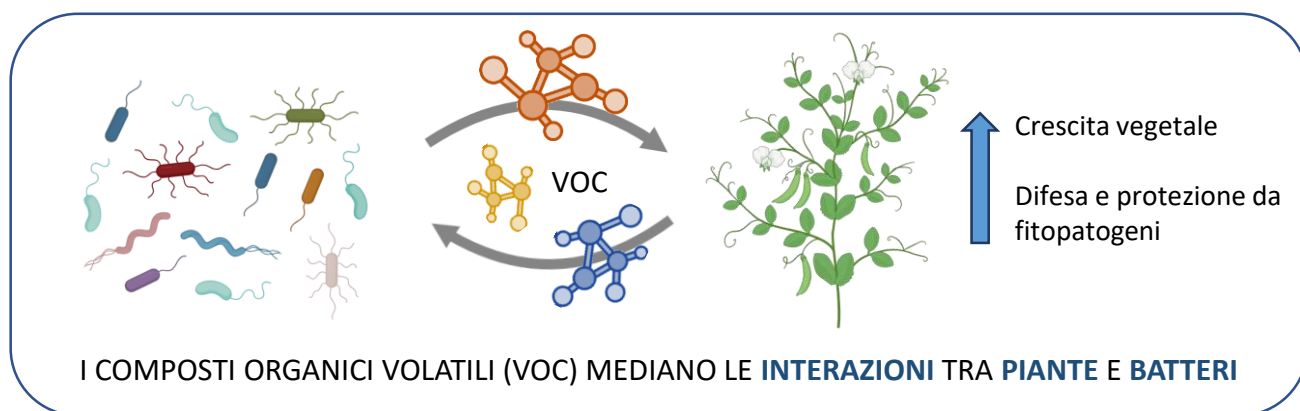 VOC
Crescita vegetale
Difesa e protezione da
fitopatogeni
I COMPOSTI ORGANICI VOLATILI (VOC) MEDIANO LE INTERAZIONI TRA PIANTE E BATTERI